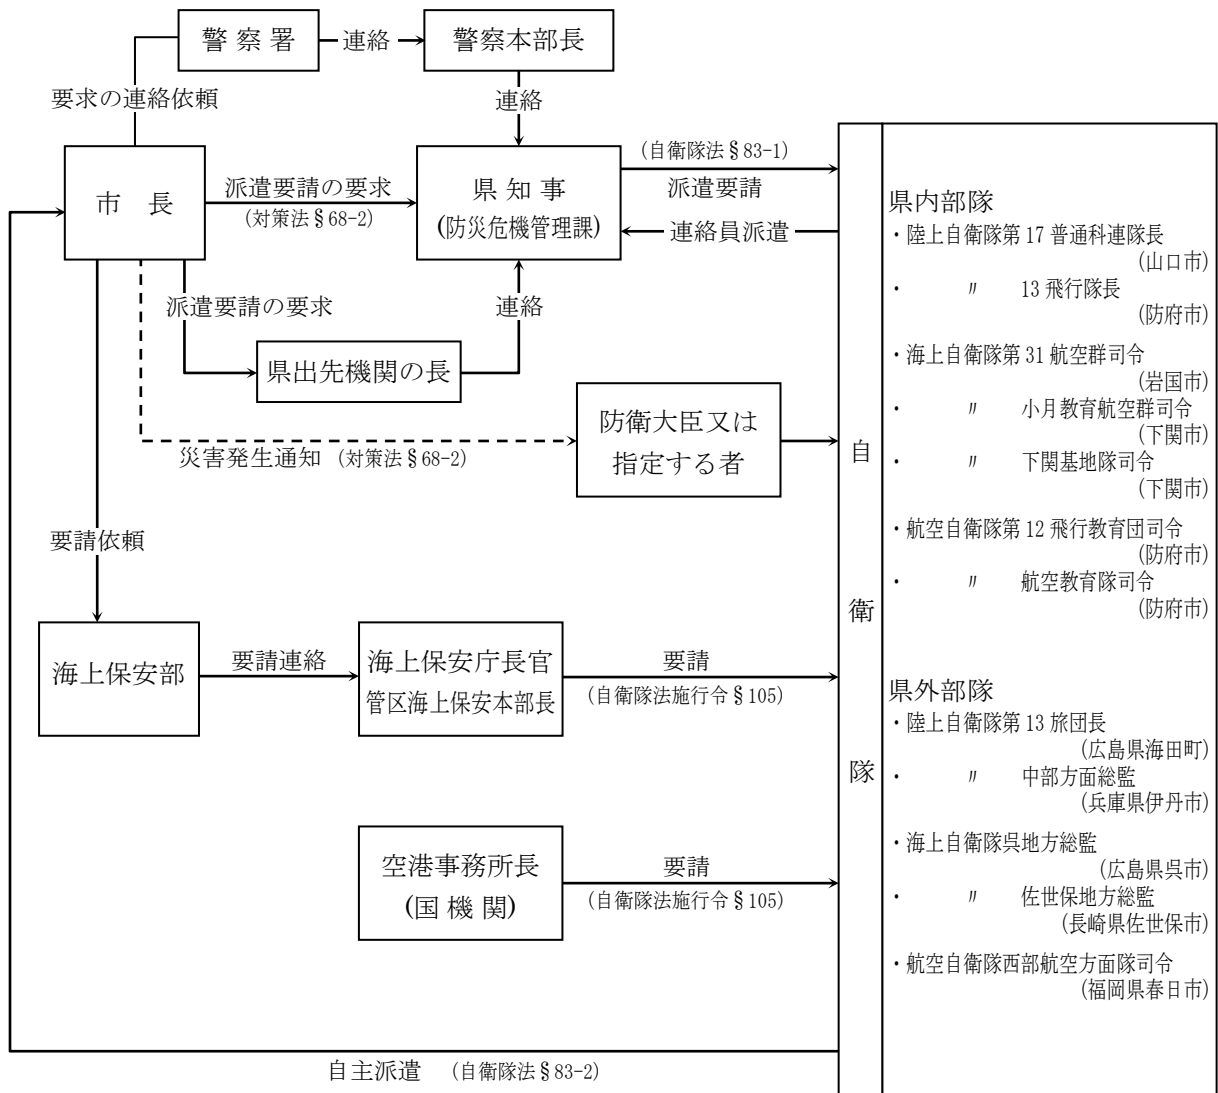 警察署
連絡
警察本部長
要求の連絡依頼
連絡
市　長
派遣要請の要求
(対策法§68-2)
県知事
(防災危機管理課)
(自衛隊法§83-1)
派遣要請
連絡員派遣
派遣要請の要求
連絡
県出先機関の長
防衛大臣又は
指定する者
災害発生通知 (対策法§68-2)
要請依頼
海上保安部
要請連絡
海上保安庁長官
管区海上保安本部長
要請
(自衛隊法施行令§105)
空港事務所長
(国機関)
要請
(自衛隊法施行令§105)
自主派遣　(自衛隊法§83-2)
自
衛
隊
県内部隊
・陸上自衛隊第17普通科連隊長
(山口市)
・　　〃　　13飛行隊長
(防府市)
・海上自衛隊第31航空群司令
(岩国市)
・　　〃　　小月教育航空群司令
(下関市)
・　　〃　　下関基地隊司令
(下関市)
・航空自衛隊第12飛行教育団司令
(防府市)
・　　〃　　航空教育隊司令
(防府市)
県外部隊
・陸上自衛隊第13旅団長
(広島県海田町)
・　　〃　　中部方面総監
(兵庫県伊丹市)
・海上自衛隊呉地方総監
(広島県呉市)
・　　〃　　佐世保地方総監
(長崎県佐世保市)
・航空自衛隊西部航空方面隊司令
(福岡県春日市)